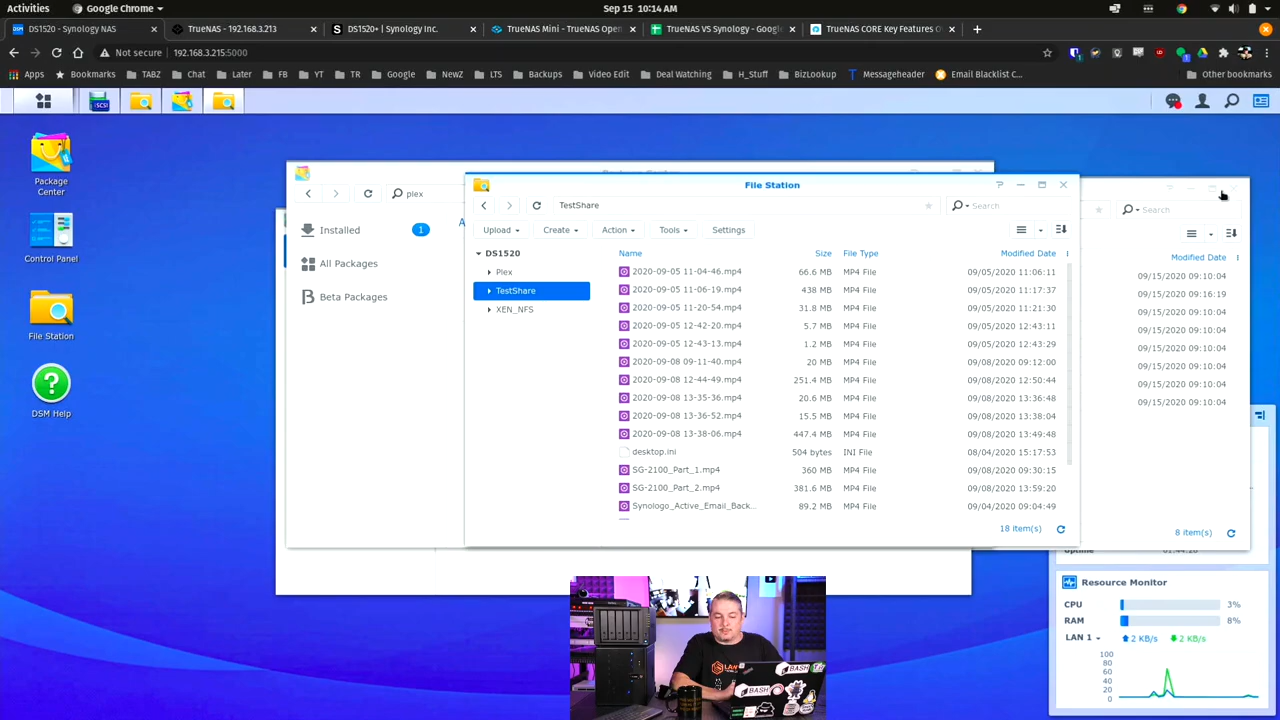 Activities
Google Chrome
Sep 15 10:14 AM
DS1520 - Synology NAS
TrueNAS - 192.168.3.213
DS1520+ | Synology Inc.
TrueNAS Mini - TrueNAS Open
TrueNAS VS Synology - Goo
TrueNAS CORE Key Features O
Not secure
192.168.3.215:5000
Apps
Bookmarks
TABZ
Chat
Later
FB
YT
TR
Google
NewZ
LTS
Backups
Video Edit
Deal Watching
H_Stuff
BizLookup
Messageheader
Email Blacklist C...
Other bookmarks
Package
Center
Control Panel
File Station
DSM Help
plex
Installed
1
All Packages
Beta Packages
File Station
TestShare
Search
Upload
Create
Action
Tools
Settings
DS1520
Plex
TestShare
XEN_NFS
Name Size File Type Modified Date
2020-09-05 11-04-46.mp4 66.6 MB MP4 File 09/05/2020 11:06:11
2020-09-05 11-06-19.mp4 438 MB MP4 File 09/05/2020 11:17:37
2020-09-05 11-20-54.mp4 31.8 MB MP4 File 09/05/2020 11:21:30
2020-09-05 12-42-20.mp4 5.7 MB MP4 File 09/05/2020 12:43:11
2020-09-05 12-43-13.mp4 1.2 MB MP4 File 09/05/2020 12:43:29
2020-09-08 09-11-40.mp4 20 MB MP4 File 09/08/2020 09:12:00
2020-09-08 12-44-49.mp4 251.4 MB MP4 File 09/08/2020 12:50:44
2020-09-08 13-35-36.mp4 20.6 MB MP4 File 09/08/2020 13:36:48
2020-09-08 13-36-52.mp4 15.5 MB MP4 File 09/08/2020 13:38:04
2020-09-08 13-38-06.mp4 447.4 MB MP4 File 09/08/2020 13:49:48
desktop.ini 504 bytes INI File 08/04/2020 15:17:53
SG-2100_Part_1.mp4 360 MB MP4 File 09/08/2020 09:30:15
SG-2100_Part_2.mp4 381.6 MB MP4 File 09/08/2020 13:59:20
Synologo_Active_Email_Back... 89.2 MB MP4 File 09/04/2020 09:04:49
18 item(s)
Search
Modified Date
09/15/2020 09:10:04
09/15/2020 09:16:19
09/15/2020 09:10:04
09/15/2020 09:10:04
09/15/2020 09:10:04
09/15/2020 09:10:04
09/15/2020 09:10:04
09/15/2020 09:10:04
8 item(s)
Uptime
Resource Monitor
CPU 3%
RAM 8%
LAN 1 2 KB/s 2 KB/s
100
80
60
40
20
0
BASH
BASH